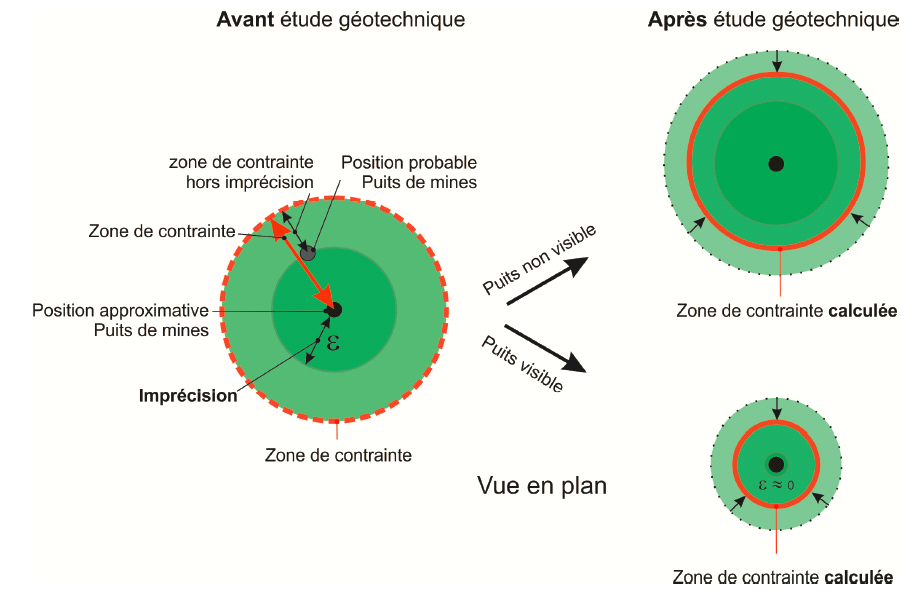 Avant étude géotechnique
Après étude géotechnique
zone de contrainte
hors imprécision
Position probable
Puits de mines
Zone de contrainte
Position approximative
Puits de mines
ε
Imprécision
Zone de contrainte
Puits non visible
Puits visible
Vue en plan
Zone de contrainte calculée
ε ≈ 0
Zone de contrainte calculée